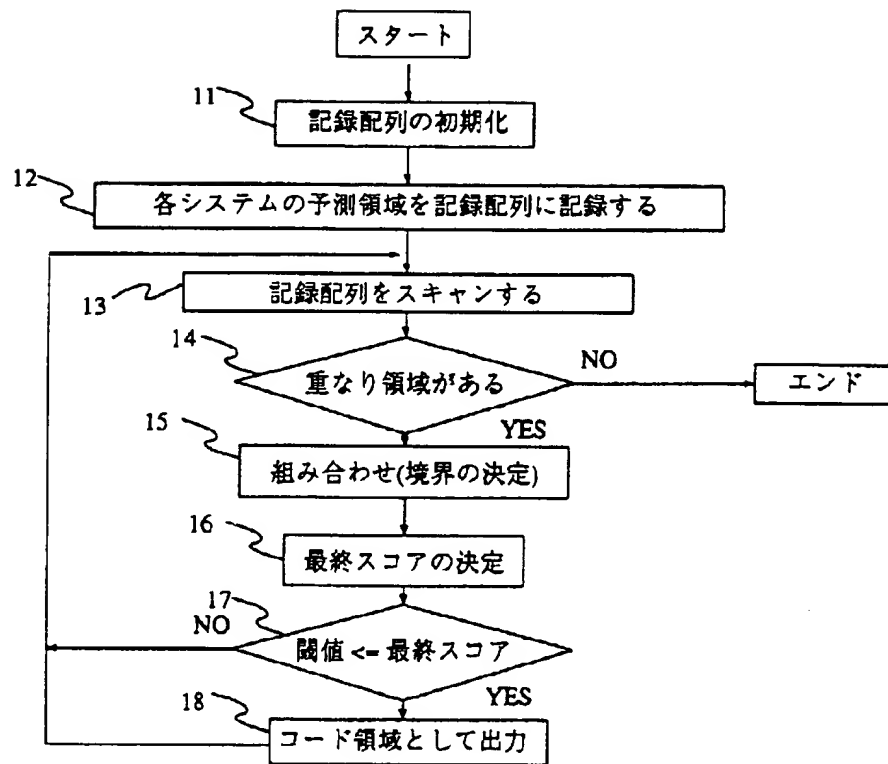 スタート
11
記録配列の初期化
12
各システムの予測領域を記録配列に記録する
13
記録配列をスキャンする
14
重なり領域がある
NO
エンド
YES
15
組み合わせ(境界の決定)
16
最終スコアの決定
17
NO
閾値 <= 最終スコア
YES
18
コード領域として出力